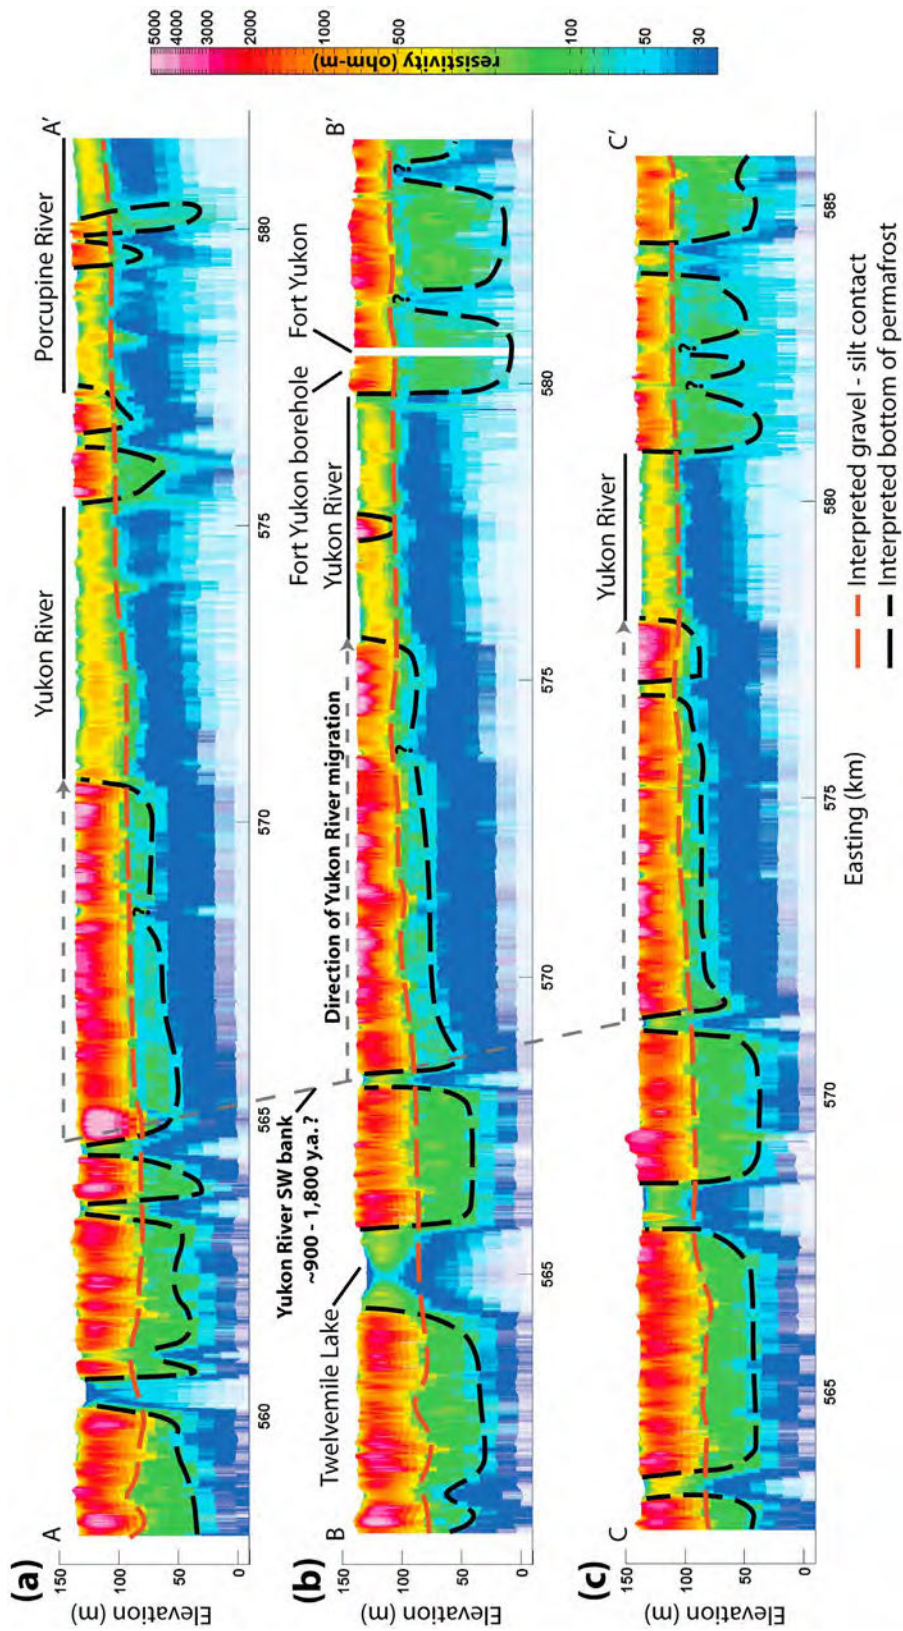 (a)
A
A'
Yukon River
Porcupine River
Elevation (m)
150
100
50
0
560
565
570
575
580
?
Yukon River SW bank
~900 - 1,800 y.a. ?
(b)
B
B'
Twelvemile Lake
Direction of Yukon River migration
Yukon River
Fort Yukon borehole
Fort Yukon
Elevation (m)
150
100
50
0
565
570
575
580
?
?
?
(c)
C
C'
Yukon River
Elevation (m)
150
100
50
0
565
570
575
580
585
?
?
Easting (km)
Interpreted gravel - silt contact
Interpreted bottom of permafrost
5000
4000
3000
2000
1000
500
100
50
30
resistivity (ohm-m)